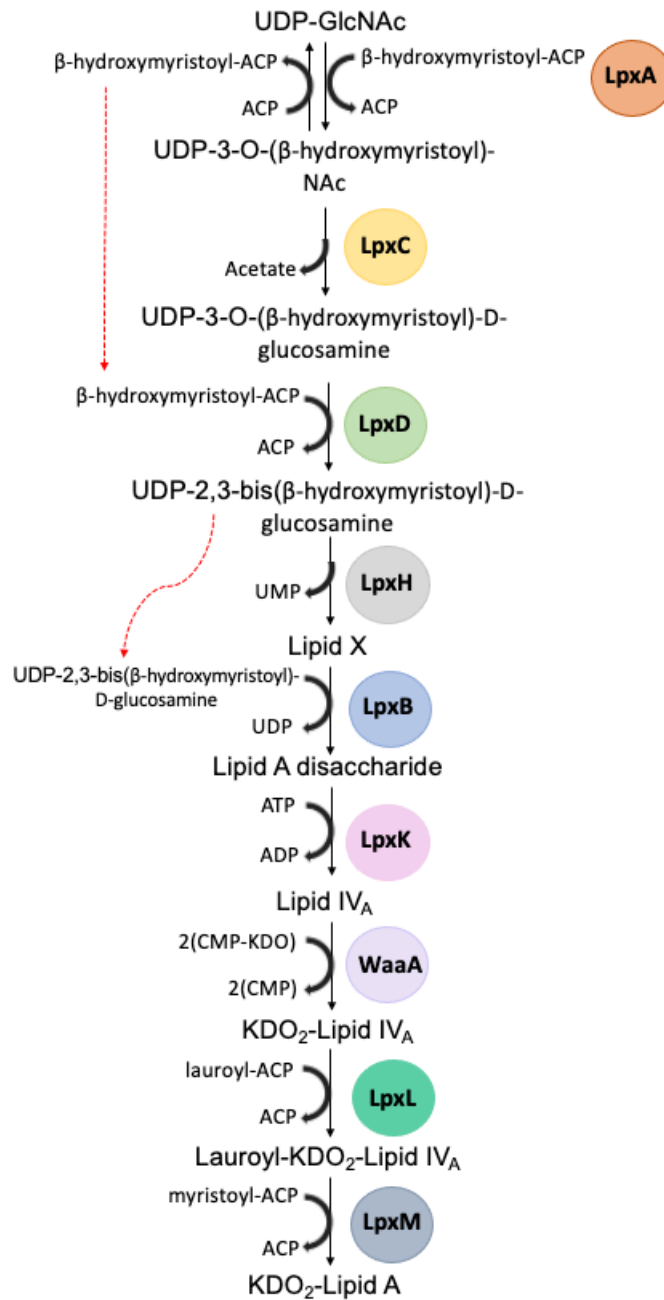 UDP-GlcNAc
β-hydroxymyristoyl-ACP
β-hydroxymyristoyl-ACP
LpxA
ACP
ACP
UDP-3-O-(β-hydroxymyristoyl)-
NAc
LpxC
Acetate
UDP-3-O-(β-hydroxymyristoyl)-D-
glucosamine
β-hydroxymyristoyl-ACP
LpxD
ACP
UDP-2,3-bis(β-hydroxymyristoyl)-D-
glucosamine
LpxH
UMP
Lipid X
UDP-2,3-bis(β-hydroxymyristoyl)-
D-glucosamine
LpxB
UDP
Lipid A disaccharide
ATP
LpxK
ADP
Lipid IV_A
2(CMP-KDO)
WaaA
2(CMP)
KDO₂-Lipid IV_A
lauroyl-ACP
LpxL
ACP
Lauroyl-KDO₂-Lipid IV_A
myristoyl-ACP
LpxM
ACP
KDO₂-Lipid A